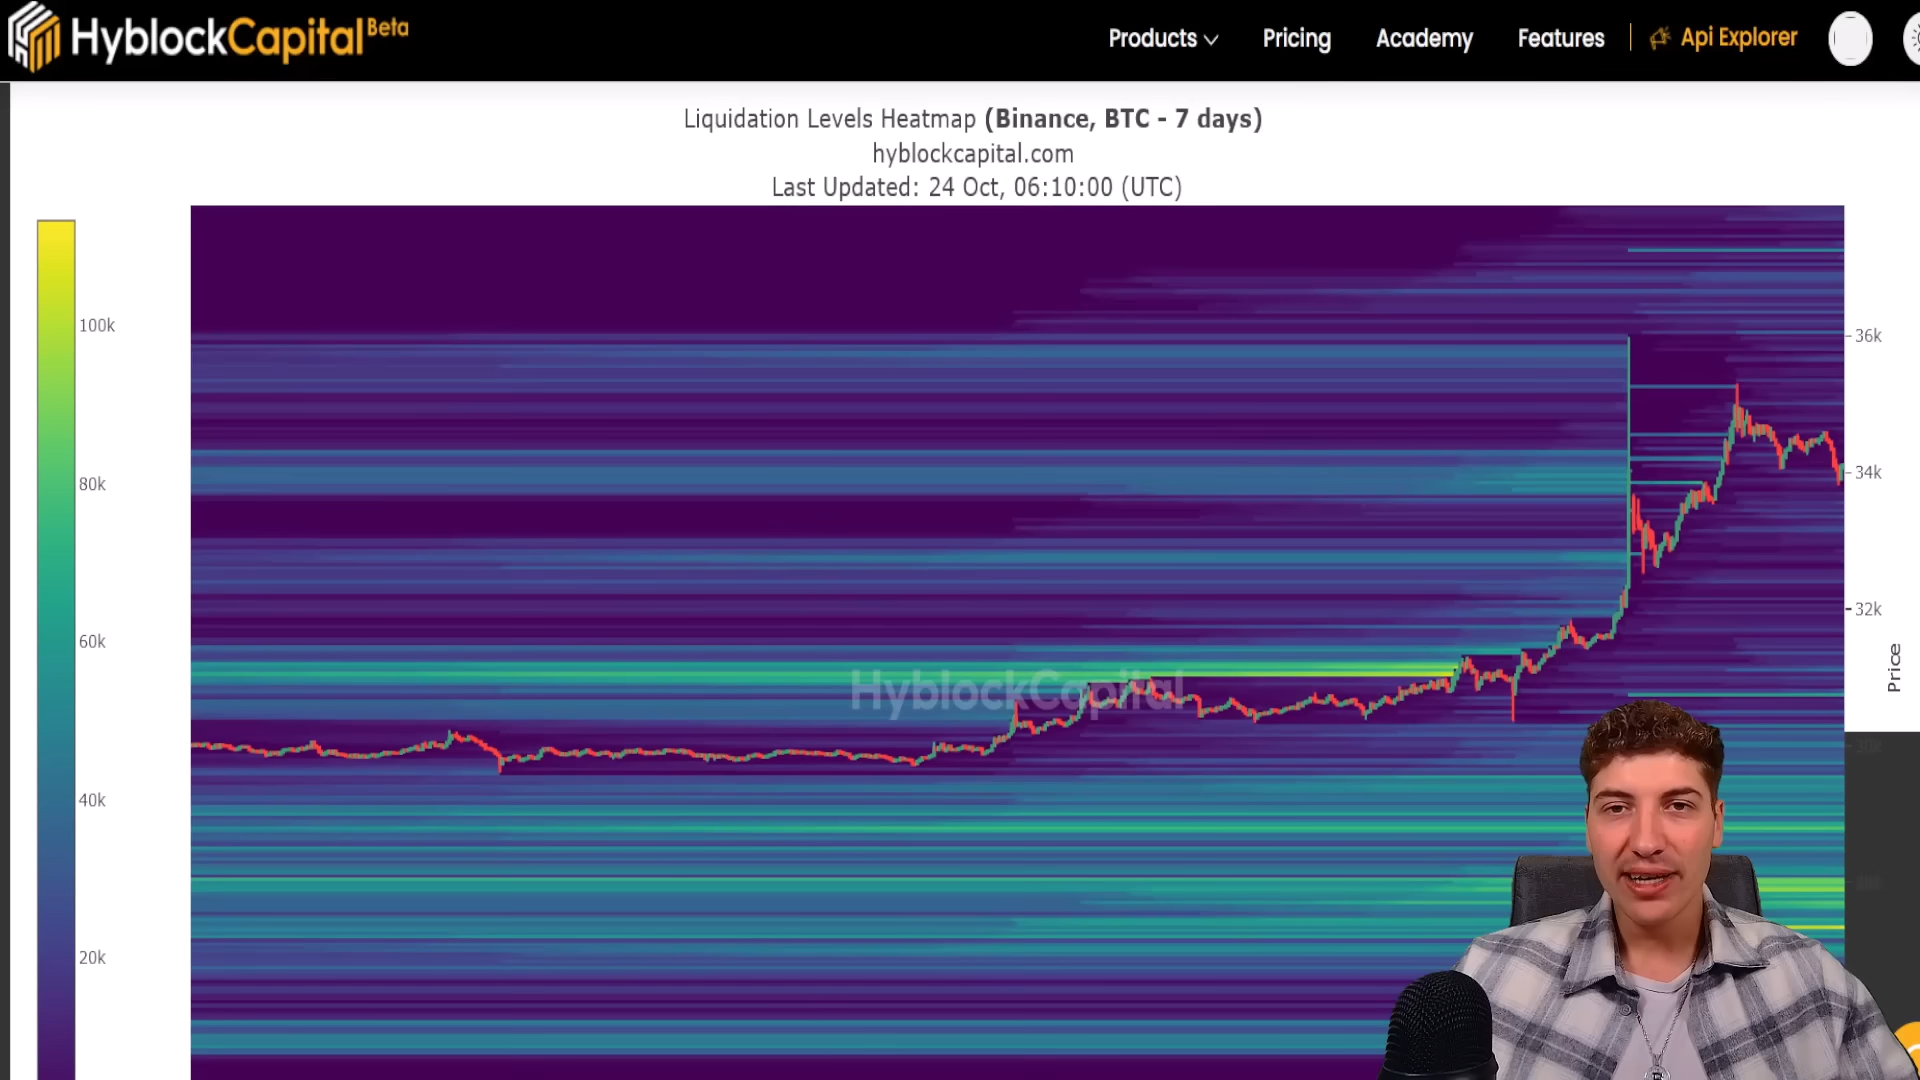 HyblockCapital Beta
Products Pricing Academy Features Api Explorer
Liquidation Levels Heatmap (Binance, BTC - 7 days)
hyblockcapital.com
Last Updated: 24 Oct, 06:10:00 (UTC)
100k
80k
60k
40k
20k
36k
34k
32k
30k
Price
HyblockCapital